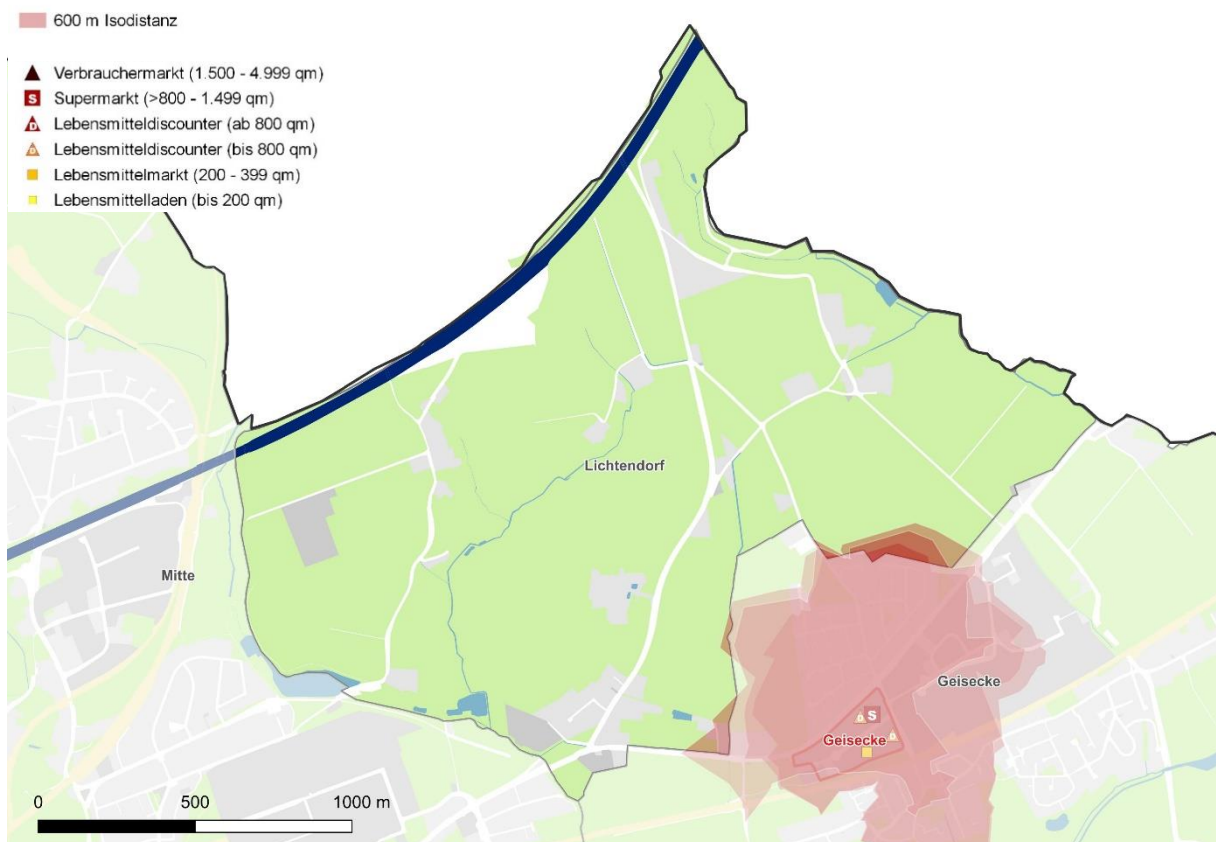 600 m Isodistanz
Verbrauchermarkt (1.500 - 4.999 qm)
S Supermarkt (>800 - 1.499 qm)
D Lebensmitteldiscounter (ab 800 qm)
D Lebensmitteldiscounter (bis 800 qm)
Lebensmittelmarkt (200 - 399 qm)
Lebensmittelladen (bis 200 qm)
Lichtendorf
Mitte
Geisecke
D S
D
Geisecke
0 500 1000 m